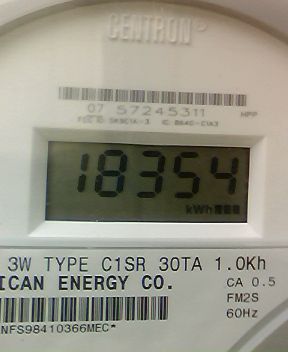 CENTRON®
07 57245311 HPP
18354
kWh
3W TYPE C1SR 30TA 1.0Kh
ICAN ENERGY CO. CA 0.5
FM2S
60Hz
NFS98410366MEC*